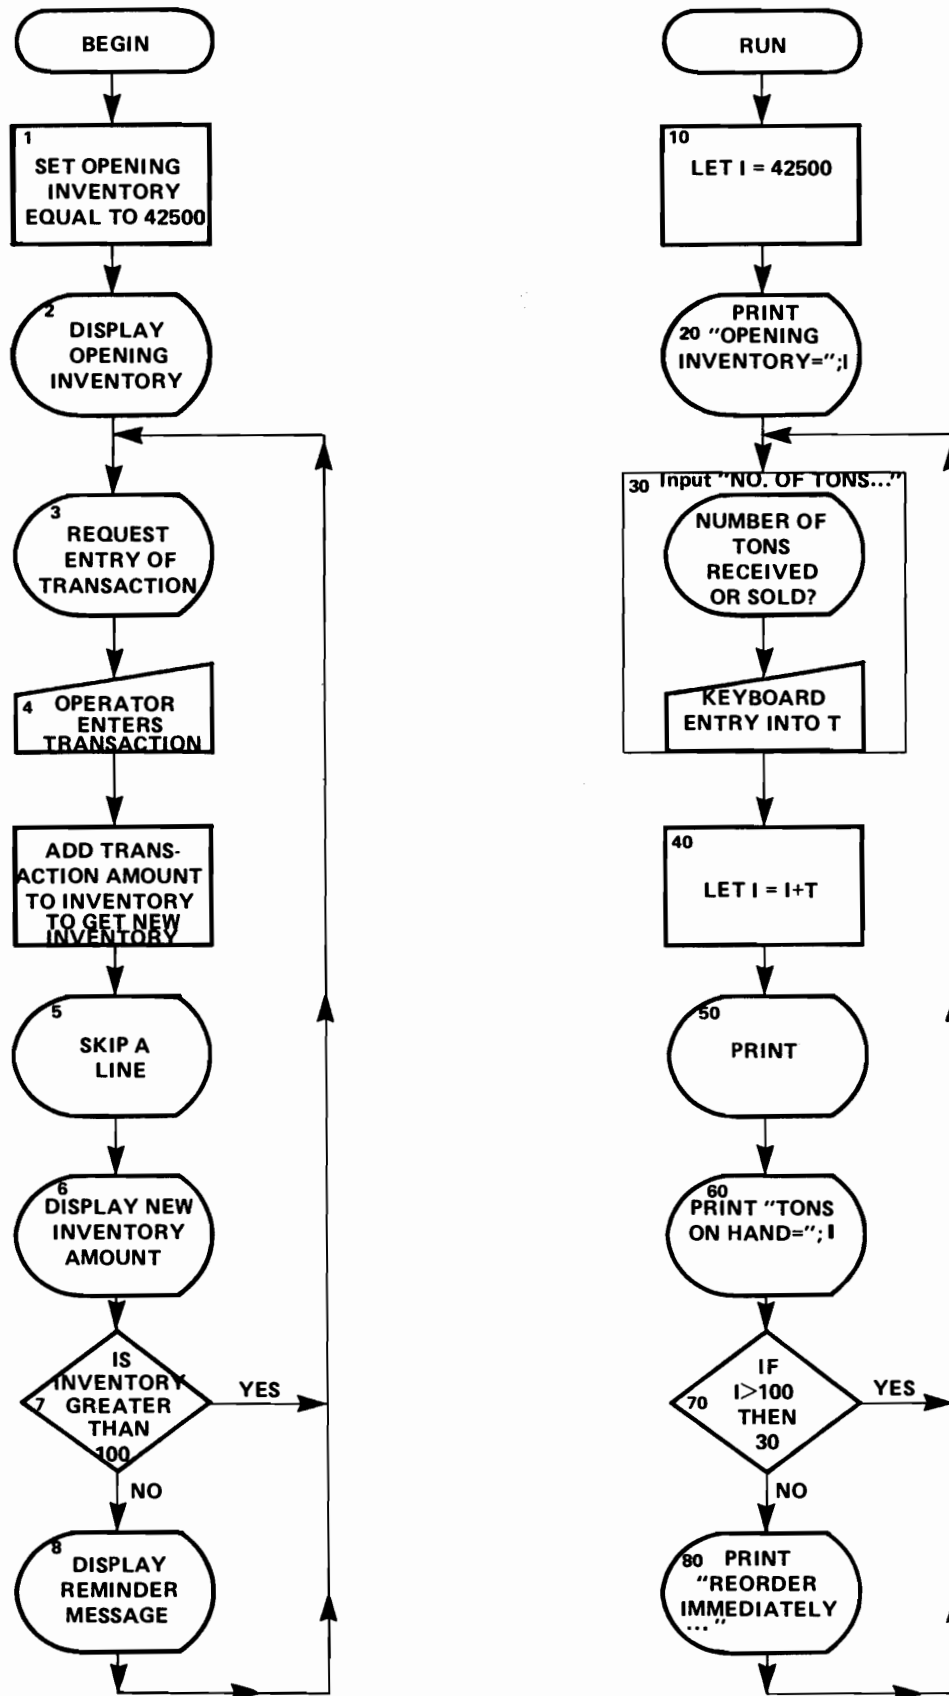 BEGIN
1
SET OPENING
INVENTORY
EQUAL TO 42500
2
DISPLAY
OPENING
INVENTORY
3
REQUEST
ENTRY OF
TRANSACTION
4 OPERATOR
ENTERS
TRANSACTION
ADD TRANS-
ACTION AMOUNT
TO INVENTORY
TO GET NEW
INVENTORY
5
SKIP A
LINE
6
DISPLAY NEW
INVENTORY
AMOUNT
IS
INVENTORY
7 GREATER
THAN
100
YES
NO
8
DISPLAY
REMINDER
MESSAGE
RUN
10
LET I = 42500
PRINT
20 "OPENING
INVENTORY=";I
30 Input "NO. OF TONS..."
NUMBER OF
TONS
RECEIVED
OR SOLD?
KEYBOARD
ENTRY INTO T
40
LET I = I+T
50
PRINT
60
PRINT "TONS
ON HAND="; I
IF
I>100
70 THEN
30
YES
NO
80 PRINT
"REORDER
IMMEDIATELY
..."